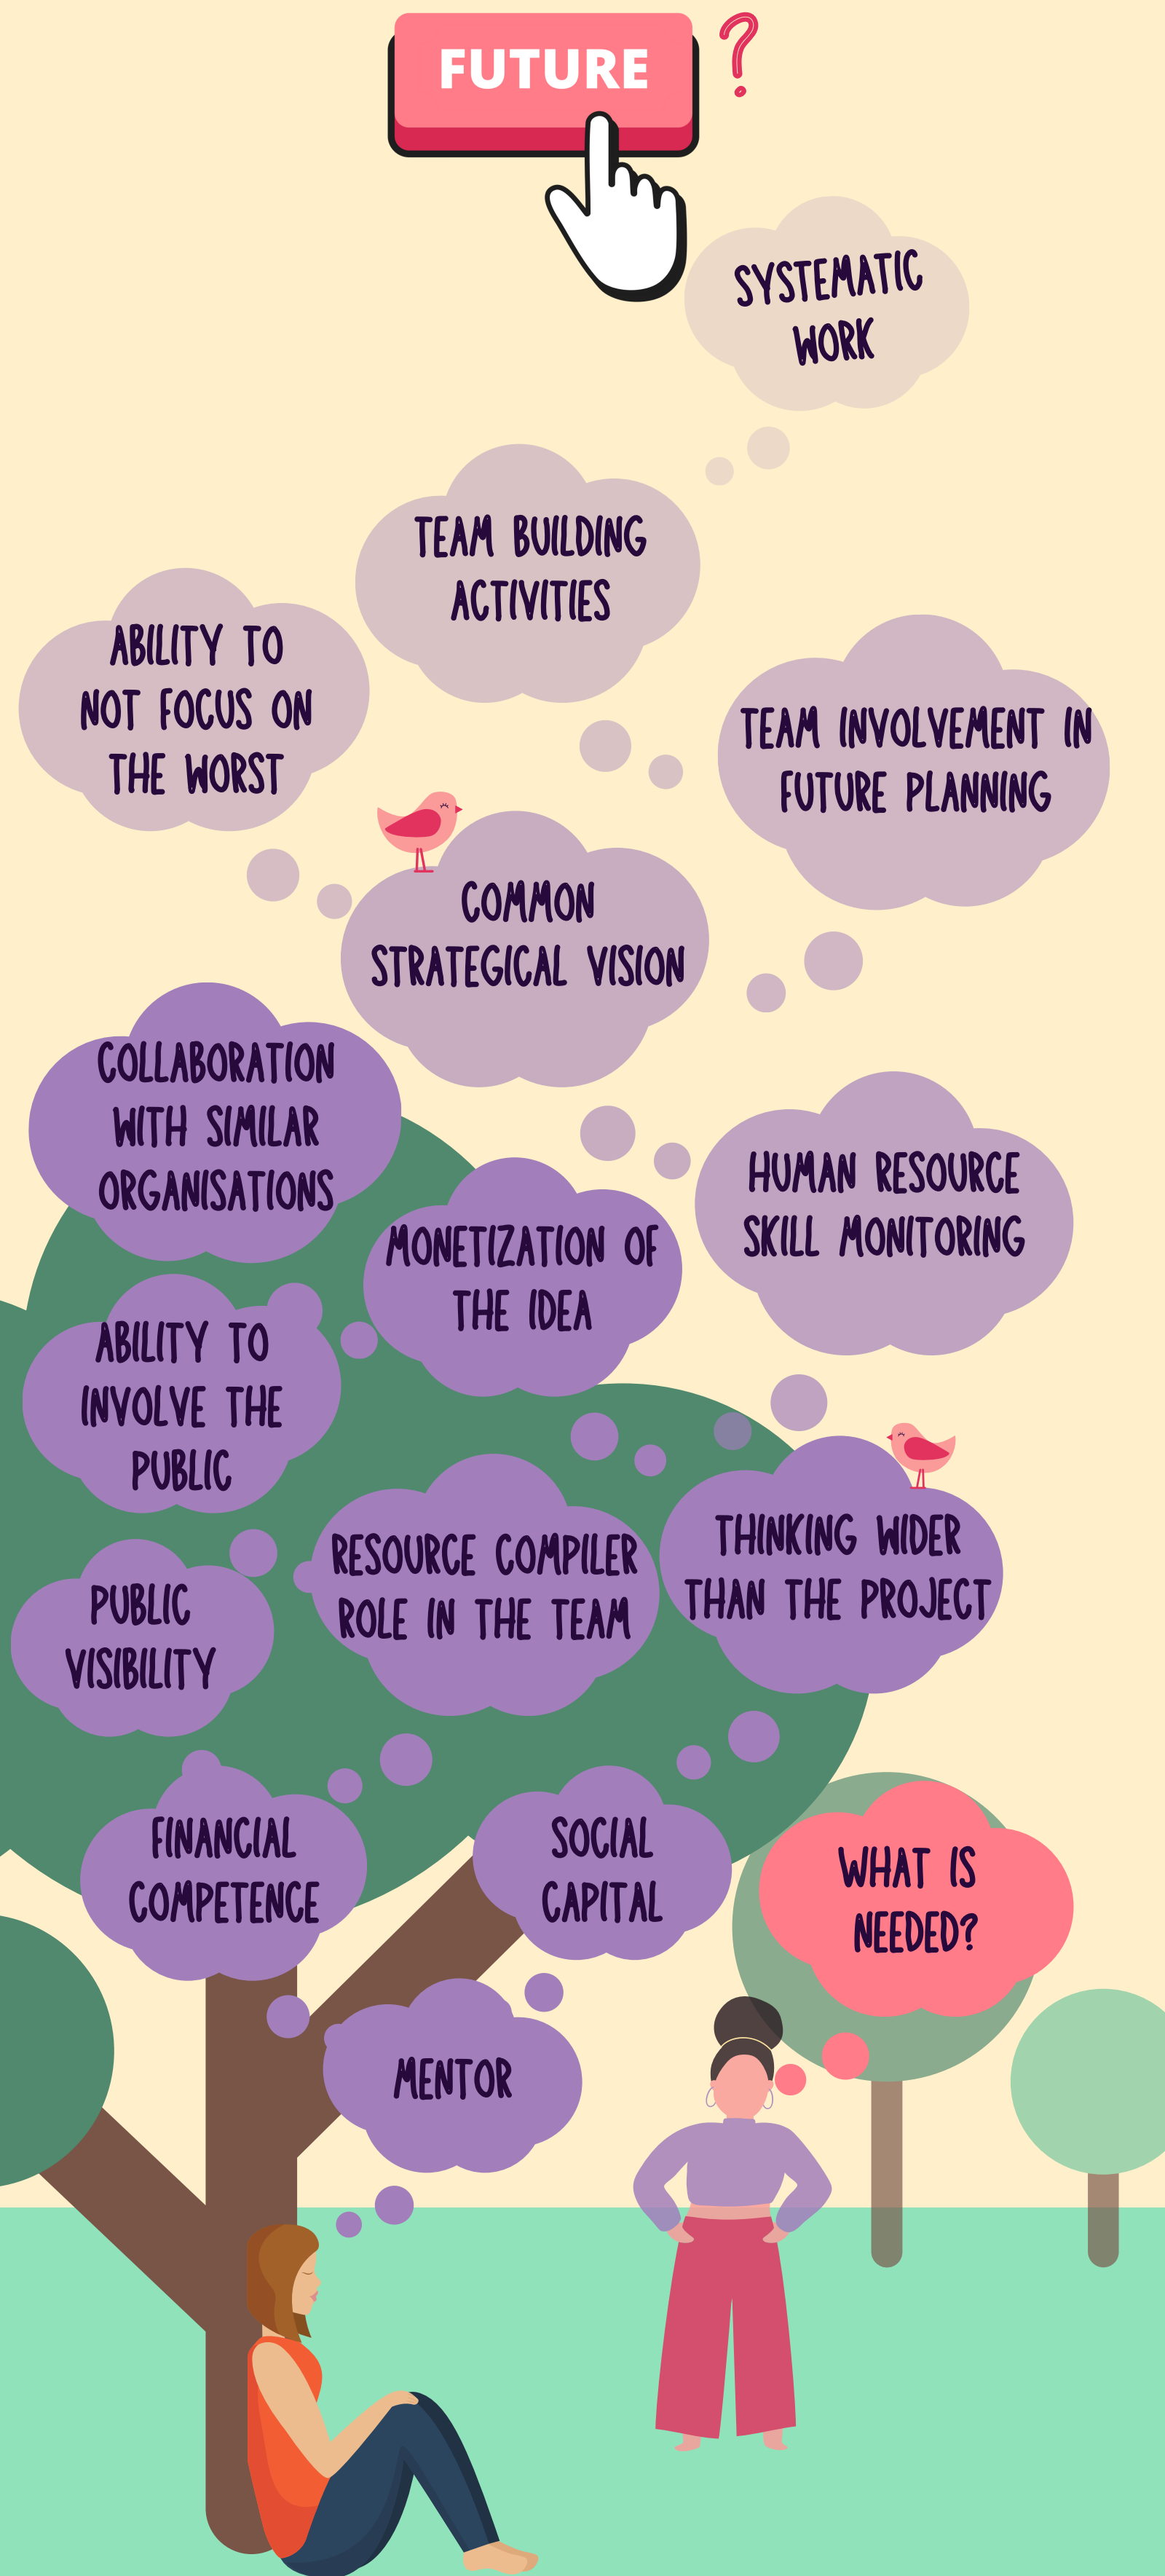 FUTURE
?
SYSTEMATIC
WORK
TEAM BUILDING
ACTIVITIES
ABILITY TO
NOT FOCUS ON
THE WORST
TEAM INVOLVEMENT IN
FUTURE PLANNING
COMMON
STRATEGICAL VISION
COLLABORATION
WITH SIMILAR
ORGANISATIONS
HUMAN RESOURCE
SKILL MONITORING
MONETIZATION OF
THE IDEA
ABILITY TO
INVOLVE THE
PUBLIC
RESOURCE COMPILER
ROLE IN THE TEAM
THINKING WIDER
THAN THE PROJECT
PUBLIC
VISIBILITY
FINANCIAL
COMPETENCE
SOCIAL
CAPITAL
WHAT IS
NEEDED?
MENTOR